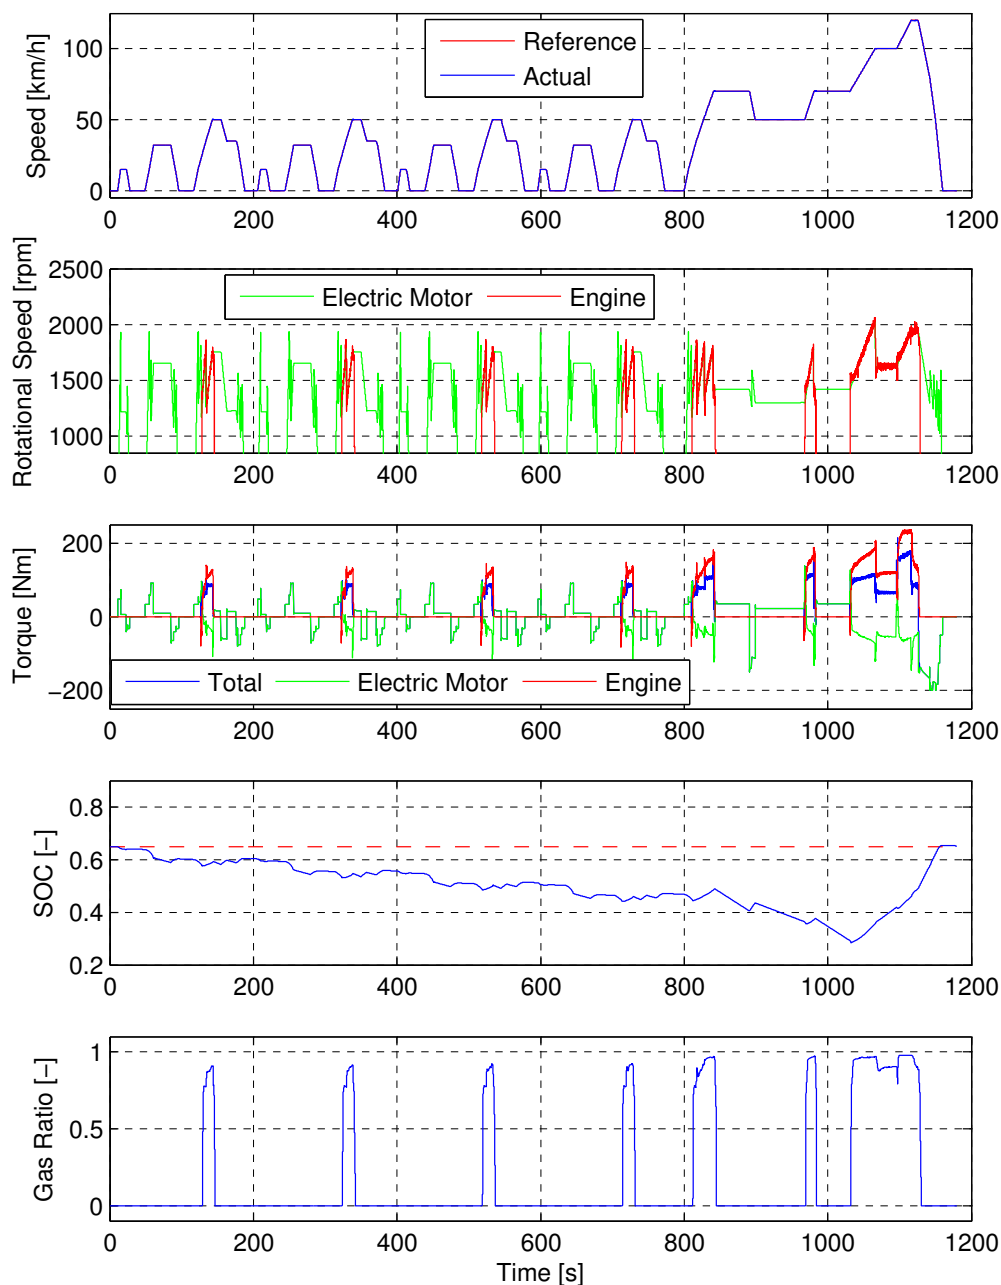 Speed [km/h]
100
50
0
Reference
Actual
0 200 400 600 800 1000 1200
Rotational Speed [rpm]
2500
2000
1500
1000
Electric Motor Engine
0 200 400 600 800 1000 1200
Torque [Nm]
200
0
−200
Total Electric Motor Engine
0 200 400 600 800 1000 1200
SOC [−]
0.8
0.6
0.4
0.2
0 200 400 600 800 1000 1200
Gas Ratio [−]
1
0.5
0
0 200 400 600 800 1000 1200
Time [s]